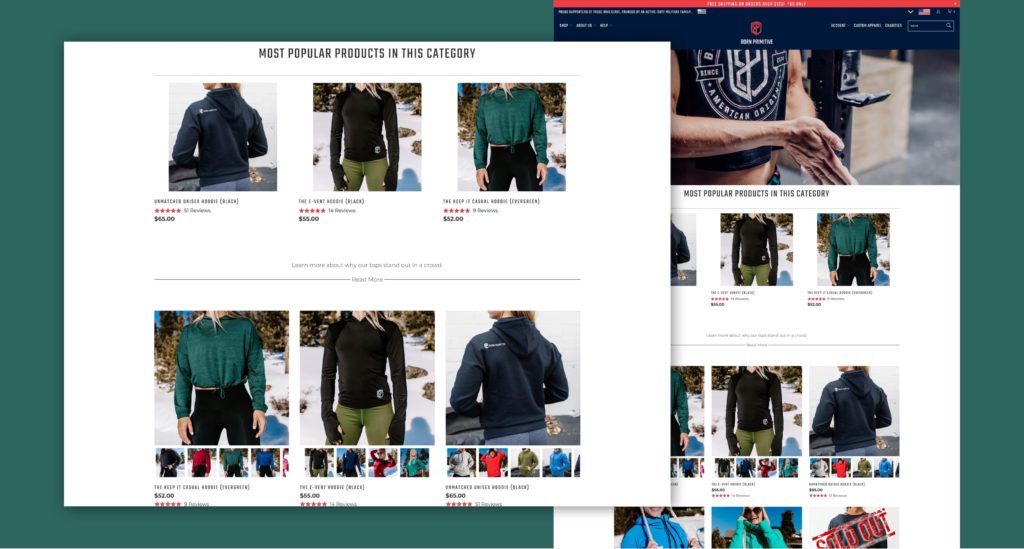 MOST POPULAR PRODUCTS IN THIS CATEGORY
UNMATCHED UNISEX HOODIE (BLACK)
51 Reviews
$65.00
THE E-VENT HOODIE (BLACK)
14 Reviews
$55.00
THE KEEP IT CASUAL HOODIE (EVERGREEN)
9 Reviews
$52.00
Learn more about why our tops stand out in a crowd.
Read More
THE KEEP IT CASUAL HOODIE (EVERGREEN)
$52.00
9 Reviews
THE E-VENT HOODIE (BLACK)
$55.00
14 Reviews
UNMATCHED UNISEX HOODIE (BLACK)
$65.00
51 Reviews
FREE SHIPPING ON ORDERS OVER $125! *US ONLY
PROUD SUPPORTERS OF THOSE WHO SERVE. FOUNDED BY AN ACTIVE-DUTY MILITARY FAMILY.
SHOP
ABOUT US
HELP
BORN PRIMITIVE
ACCOUNT
CUSTOM APPAREL
CHARITIES
SINCE
AMERICAN ORIGIN
MOST POPULAR PRODUCTS IN THIS CATEGORY
THE E-VENT HOODIE (BLACK)
14 Reviews
$55.00
THE KEEP IT CASUAL HOODIE (EVERGREEN)
9 Reviews
$52.00
Learn more about why our tops stand out in a crowd.
Read More
THE E-VENT HOODIE (BLACK)
$55.00
14 Reviews
UNMATCHED UNISEX HOODIE (BLACK)
$65.00
51 Reviews
SOLD OUT